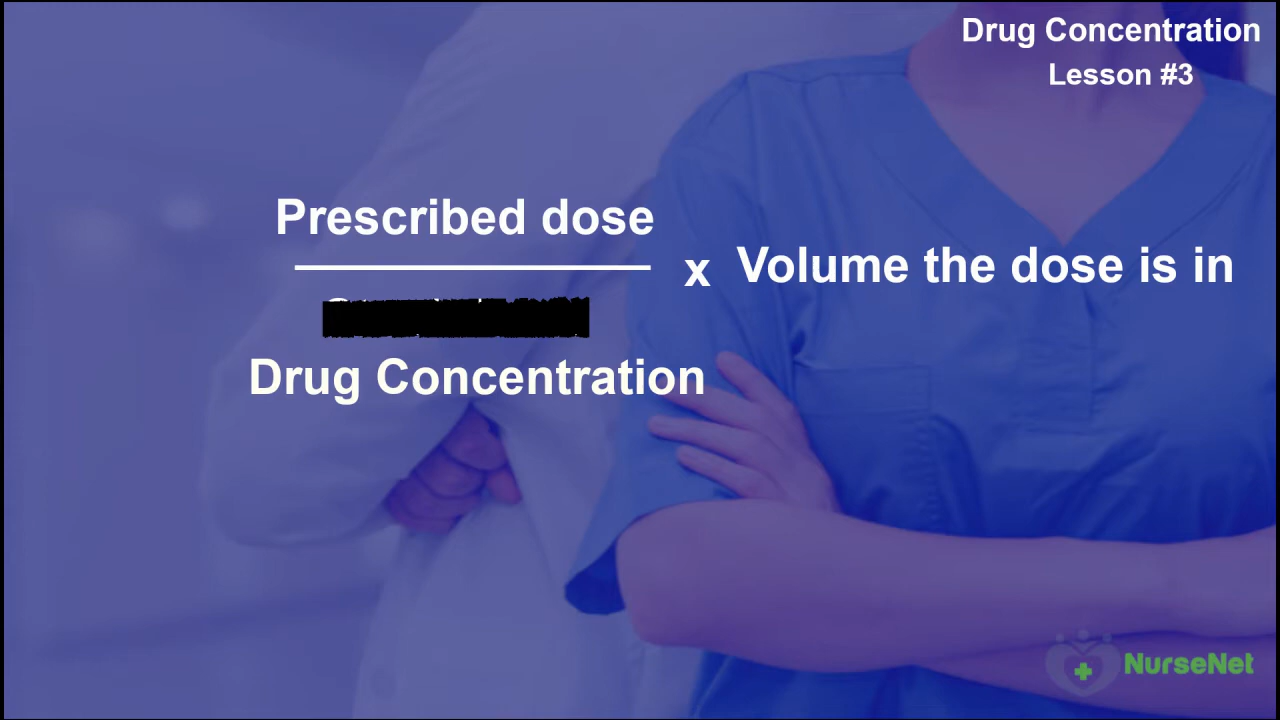 Drug Concentration
Lesson #3
Prescribed dose
x Volume the dose is in
Drug Concentration
NurseNet